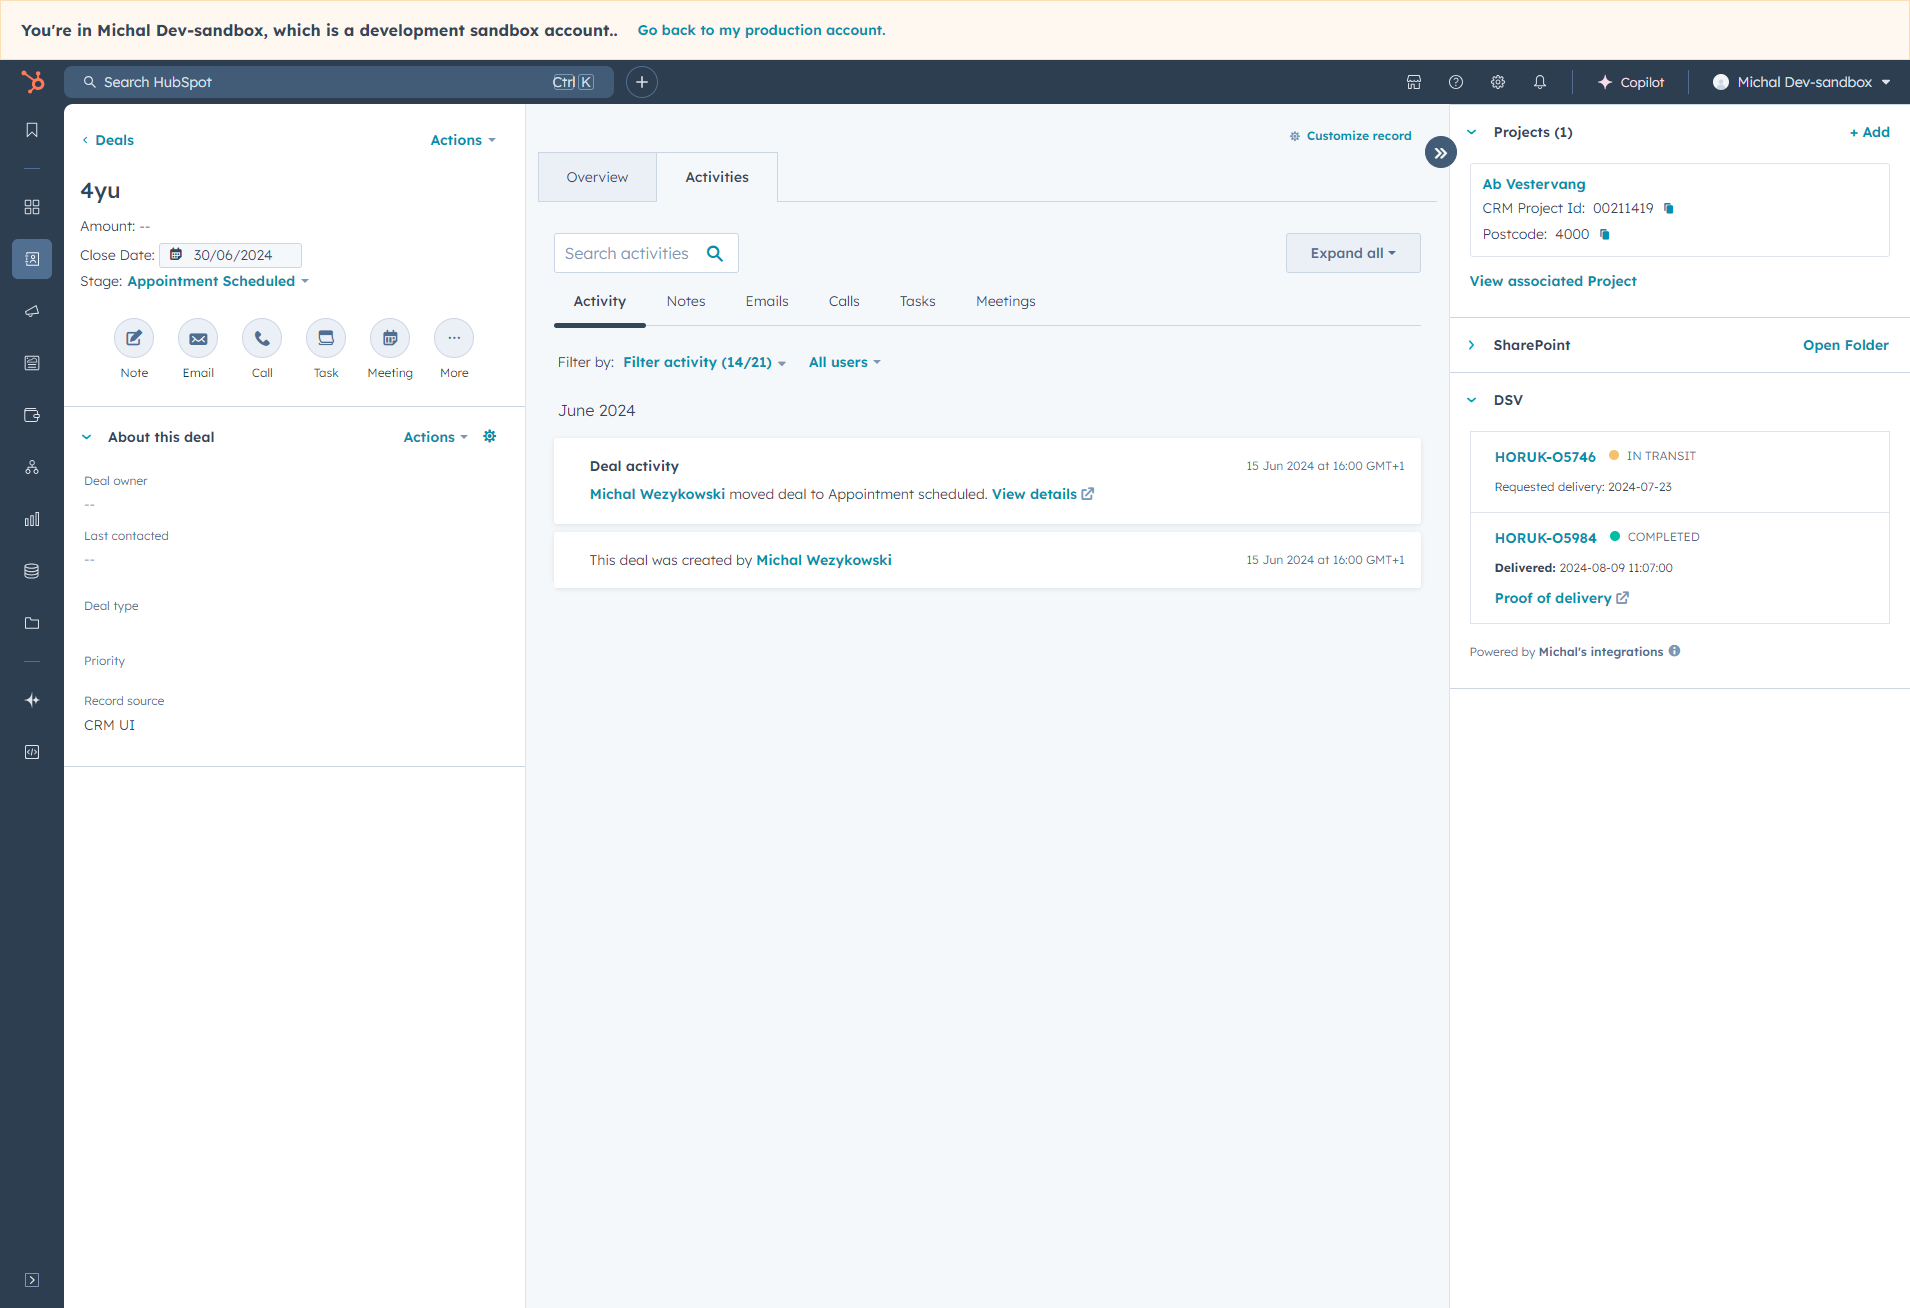 You're in Michal Dev-sandbox, which is a development sandbox account.. Go back to my production account.
Search HubSpot Ctrl K
Copilot Michal Dev-sandbox
Deals Actions
4yu
Amount: --
Close Date: 30/06/2024
Stage: Appointment Scheduled
Note Email Call Task Meeting More
About this deal Actions
Deal owner
--
Last contacted
--
Deal type
Priority
Record source
CRM UI
Customize record
Overview Activities
Search activities Expand all
Activity Notes Emails Calls Tasks Meetings
Filter by: Filter activity (14/21) All users
June 2024
Deal activity 15 Jun 2024 at 16:00 GMT+1
Michal Wezykowski moved deal to Appointment scheduled. View details
This deal was created by Michal Wezykowski 15 Jun 2024 at 16:00 GMT+1
Projects (1) + Add
Ab Vestervang
CRM Project Id: 00211419
Postcode: 4000
View associated Project
SharePoint Open Folder
DSV
HORUK-O5746 IN TRANSIT
Requested delivery: 2024-07-23
HORUK-O5984 COMPLETED
Delivered: 2024-08-09 11:07:00
Proof of delivery
Powered by Michal's integrations